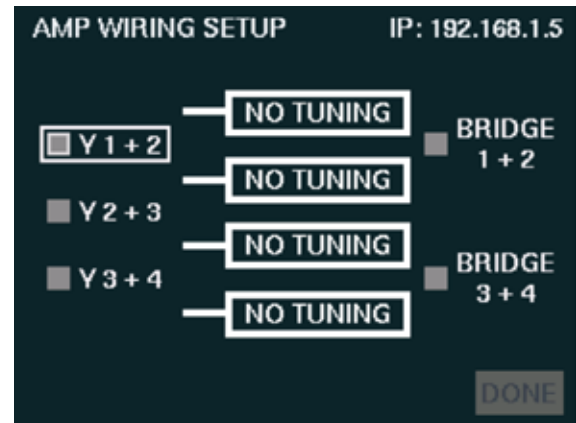 AMP WIRING SETUP
IP: 192.168.1.5
NO TUNING
BRIDGE
1 + 2
Y 1 + 2
NO TUNING
Y 2 + 3
NO TUNING
BRIDGE
3 + 4
Y 3 + 4
NO TUNING
DONE